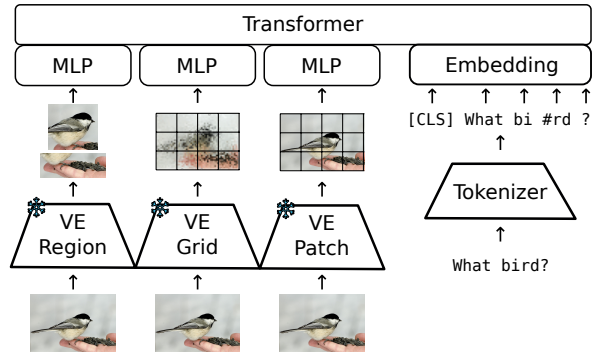 Transformer
MLP
MLP
MLP
Embedding
[CLS] What bi #rd ?
Tokenizer
VE
Region
VE
Grid
VE
Patch
What bird?